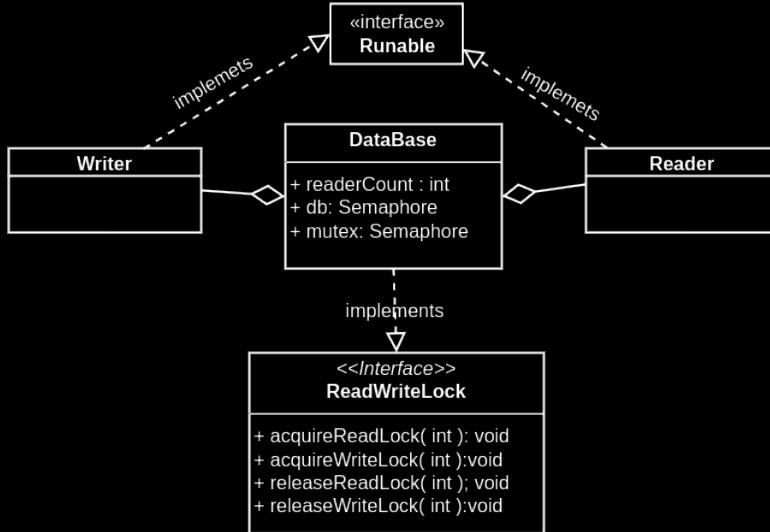 «interface»
Runable
implemets
implemets
Writer
DataBase
Reader
+ readerCount : int
+ db: Semaphore
+ mutex: Semaphore
implements
<<Interface>>
ReadWriteLock
+ acquireReadLock( int ): void
+ acquireWriteLock( int ):void
+ releaseReadLock( int ); void
+ releaseWriteLock( int ):void